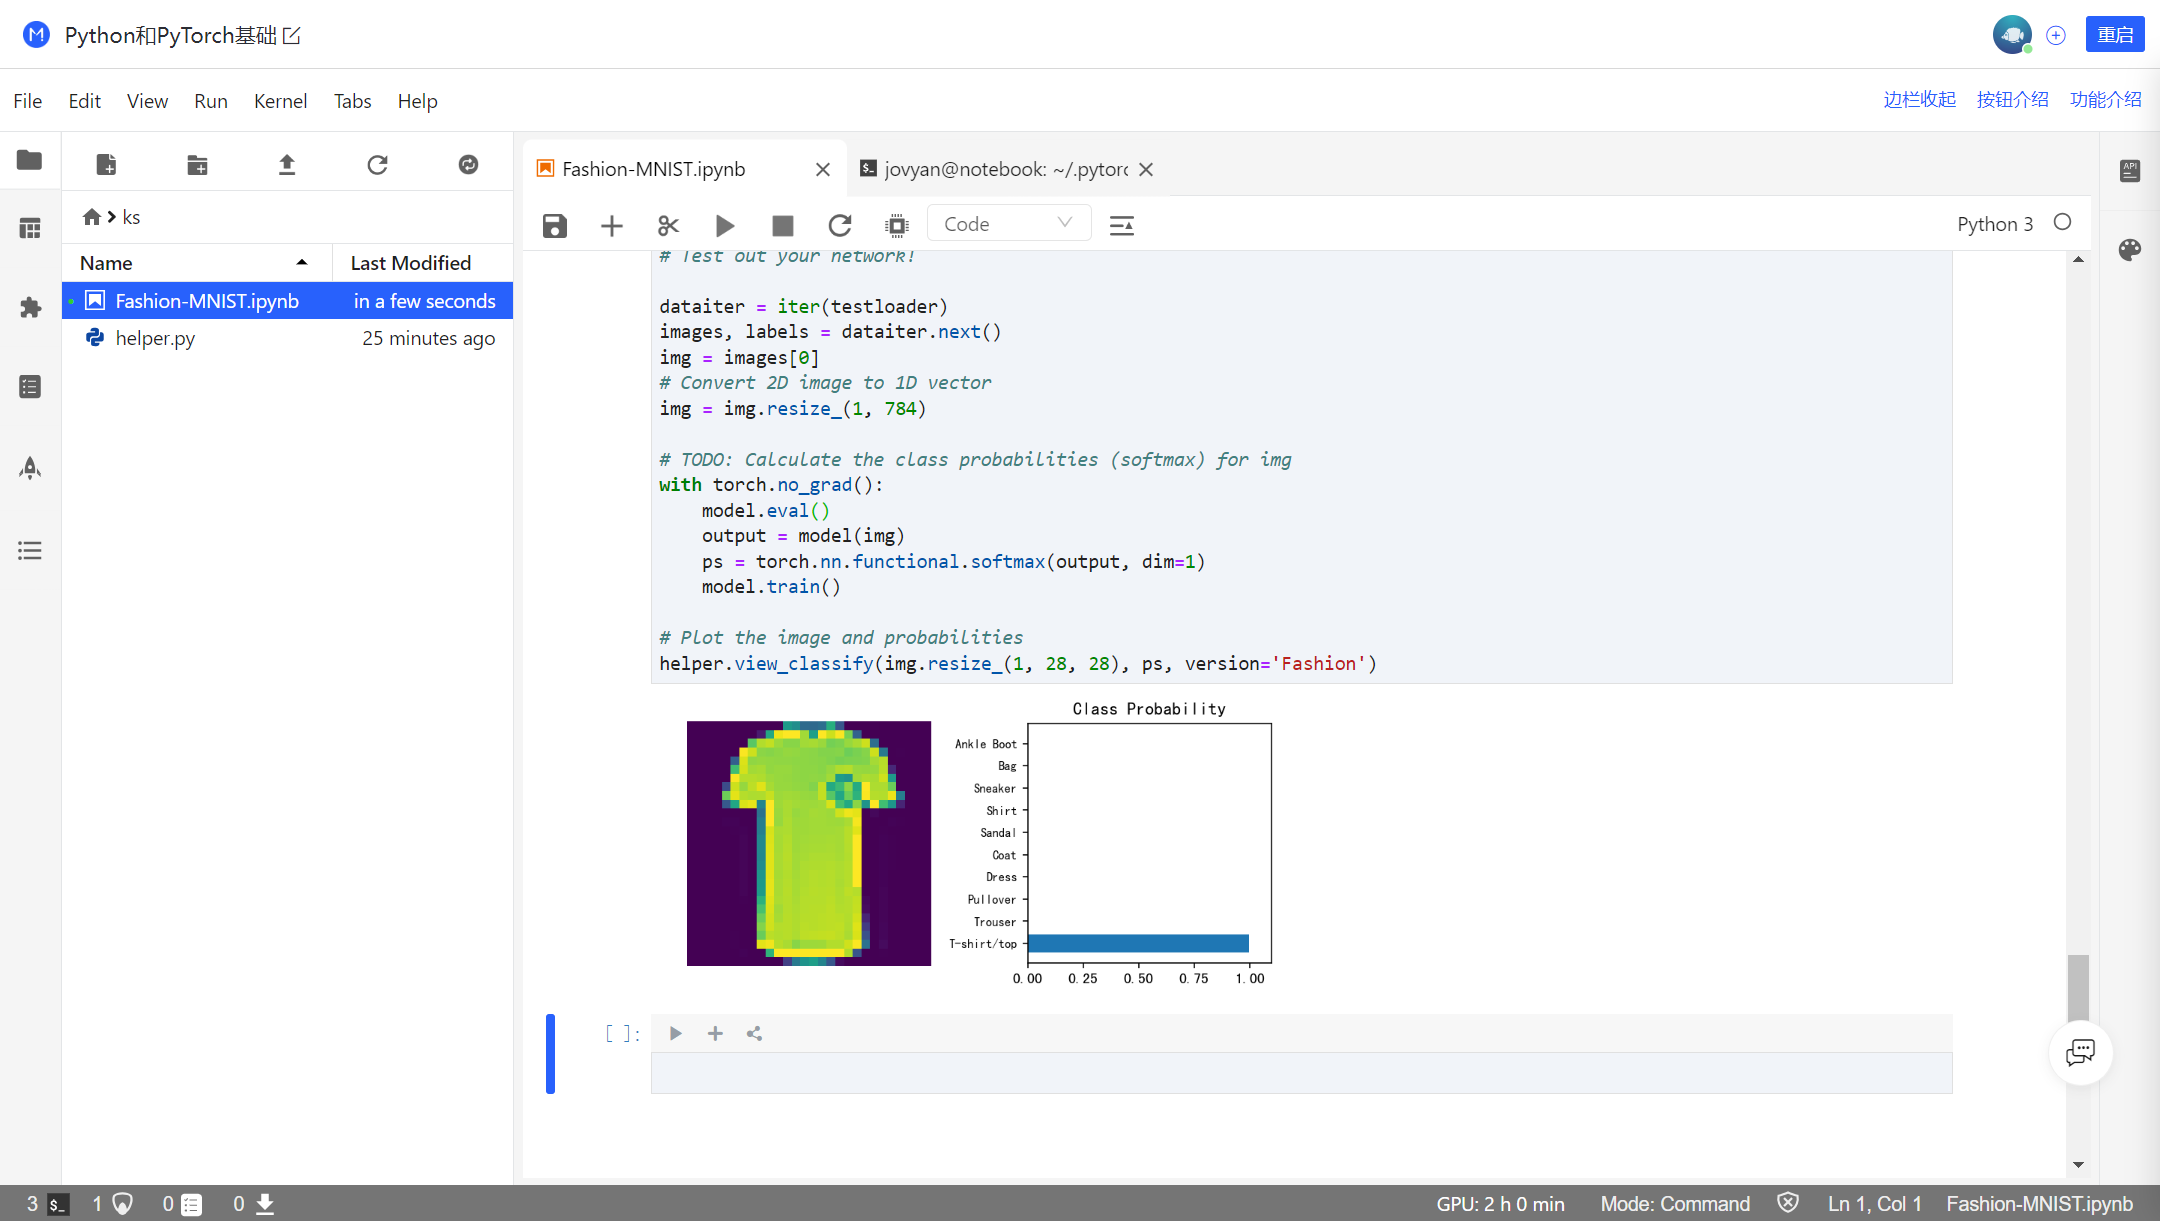 Python和PyTorch基础
重启
File Edit View Run Kernel Tabs Help
边栏收起 按钮介绍 功能介绍
Fashion-MNIST.ipynb
jovyan@notebook: ~/.pytorc
ks
Code
Python 3
Name Last Modified
Fashion-MNIST.ipynb in a few seconds
helper.py 25 minutes ago
# Test out your network!
dataiter = iter(testloader)
images, labels = dataiter.next()
img = images[0]
# Convert 2D image to 1D vector
img = img.resize_(1, 784)
# TODO: Calculate the class probabilities (softmax) for img
with torch.no_grad():
    model.eval()
    output = model(img)
    ps = torch.nn.functional.softmax(output, dim=1)
    model.train()
# Plot the image and probabilities
helper.view_classify(img.resize_(1, 28, 28), ps, version='Fashion')
Class Probability
Ankle Boot
Bag
Sneaker
Shirt
Sandal
Coat
Dress
Pullover
Trouser
T-shirt/top
0.00 0.25 0.50 0.75 1.00
[ ]:
3 $_ 1 0 0
GPU: 2 h 0 min Mode: Command Ln 1, Col 1 Fashion-MNIST.ipynb